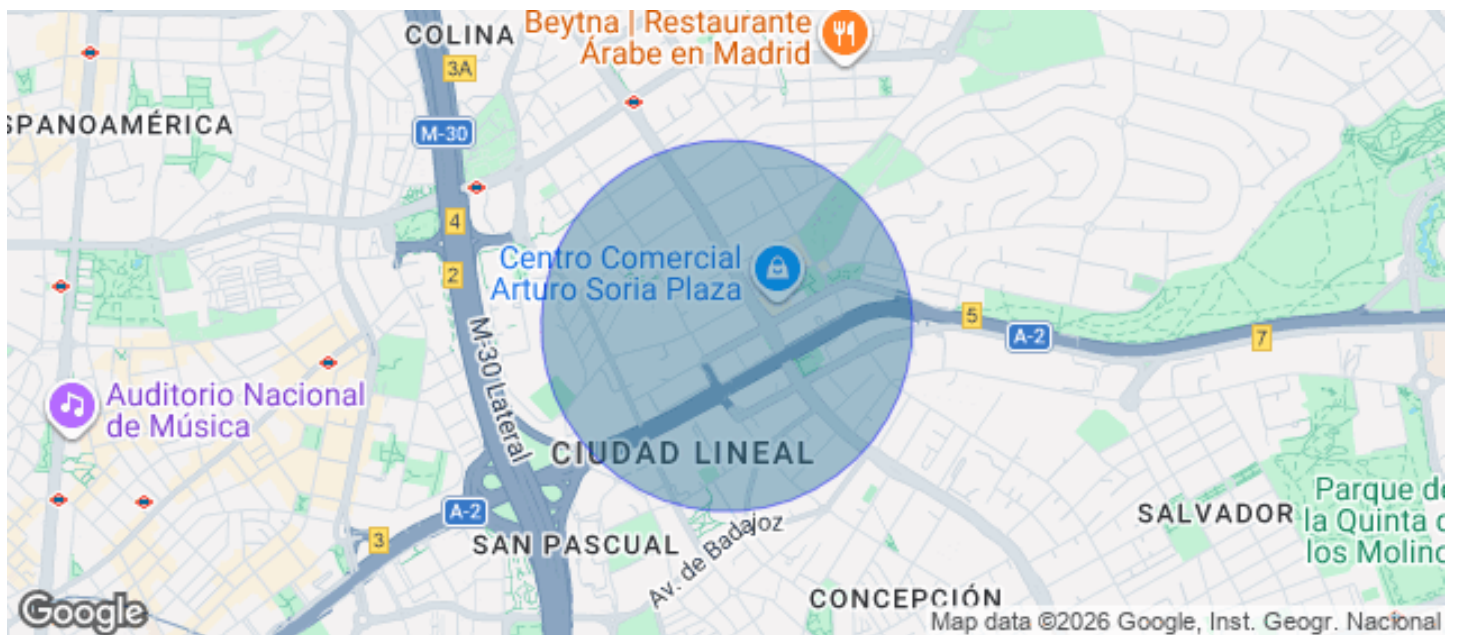 COLINA
Beytna | Restaurante
Árabe en Madrid
3A
SPANOAMÉRICA
M-30
4
2
Centro Comercial
Arturo Soria Plaza
5
A-2
7
M-30 Lateral
Auditorio Nacional
de Música
CIUDAD LINEAL
A-2
3
SAN PASCUAL
Av. de Badajoz
SALVADOR
Parque de
la Quinta d
los Molino
CONCEPCIÓN
Google
Map data ©2026 Google, Inst. Geogr. Nacional